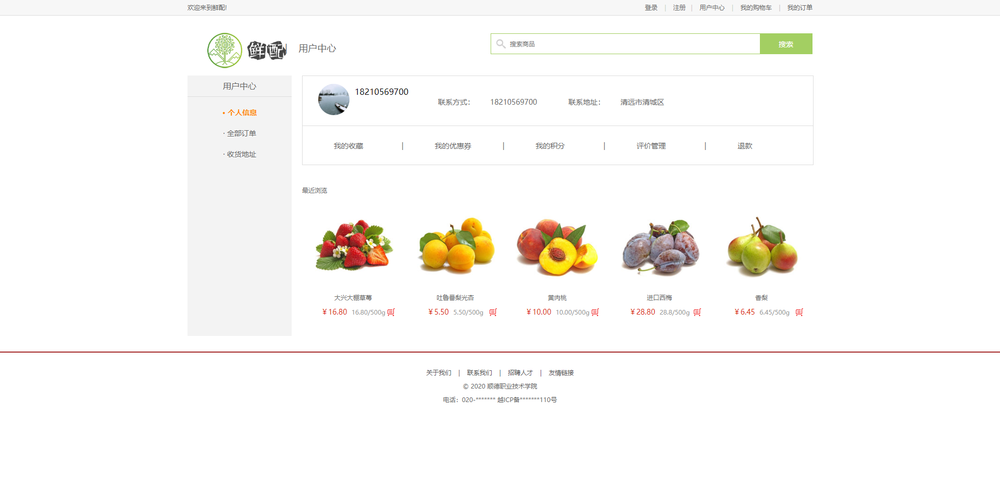 欢迎来到鲜配!
登录 | 注册 | 用户中心 | 我的购物车 | 我的订单
鲜配 用户中心
搜索商品 搜索
用户中心
· 个人信息
· 全部订单
· 收货地址
18210569700
联系方式： 18210569700 联系地址： 清远市清城区
我的收藏 | 我的优惠券 | 我的积分 | 评价管理 | 退款
最近浏览
大兴大棚草莓 吐鲁番梨光杏 黄肉桃 进口西梅 香梨
¥16.80 16.80/500g ¥5.50 5.50/500g ¥10.00 10.00/500g ¥28.80 28.8/500g ¥6.45 6.45/500g
关于我们 | 联系我们 | 招聘人才 | 友情链接
© 2020 顺德职业技术学院
电话：020-******* 越ICP备*******110号